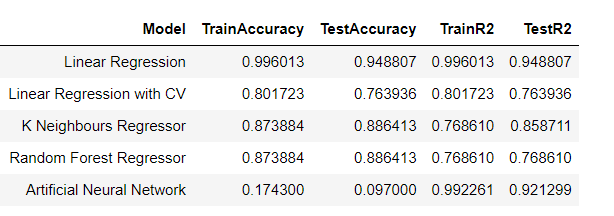 Model TrainAccuracy TestAccuracy TrainR2 TestR2
Linear Regression 0.996013 0.948807 0.996013 0.948807
Linear Regression with CV 0.801723 0.763936 0.801723 0.763936
K Neighbours Regressor 0.873884 0.886413 0.768610 0.858711
Random Forest Regressor 0.873884 0.886413 0.768610 0.768610
Artificial Neural Network 0.174300 0.097000 0.992261 0.921299